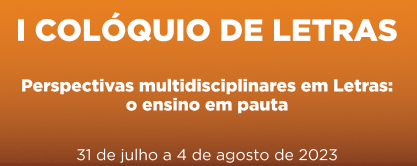 I COLÓQUIO DE LETRAS
Perspectivas multidisciplinares em Letras:
o ensino em pauta
31 de julho a 4 de agosto de 2023